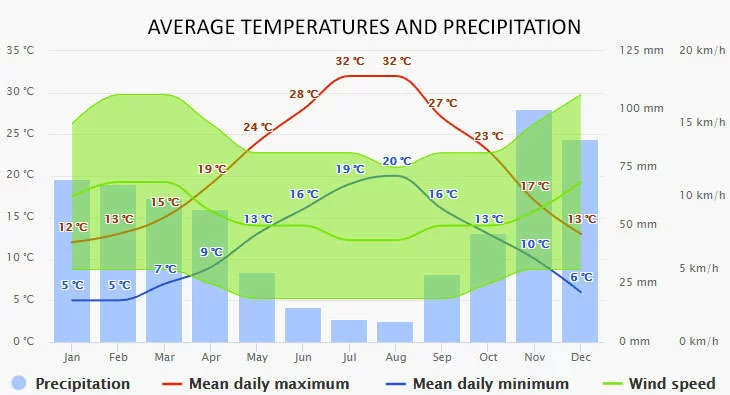 AVERAGE TEMPERATURES AND PRECIPITATION
35 °C 125 mm 20 km/h
32 °C 32 °C
30 °C 28 °C 27 °C 100 mm 15 km/h
25 °C 24 °C 23 °C
20 °C 19 °C 19 °C 20 °C 75 mm
15 °C 12 °C 13 °C 15 °C 13 °C 16 °C 16 °C 13 °C 17 °C 13 °C 50 mm 10 km/h
10 °C 7 °C 9 °C 10 °C
5 °C 5 °C 5 °C 6 °C 25 mm 5 km/h
0 °C 0 mm 0 km/h
Jan Feb Mar Apr May Jun Jul Aug Sep Oct Nov Dec
Precipitation Mean daily maximum Mean daily minimum Wind speed